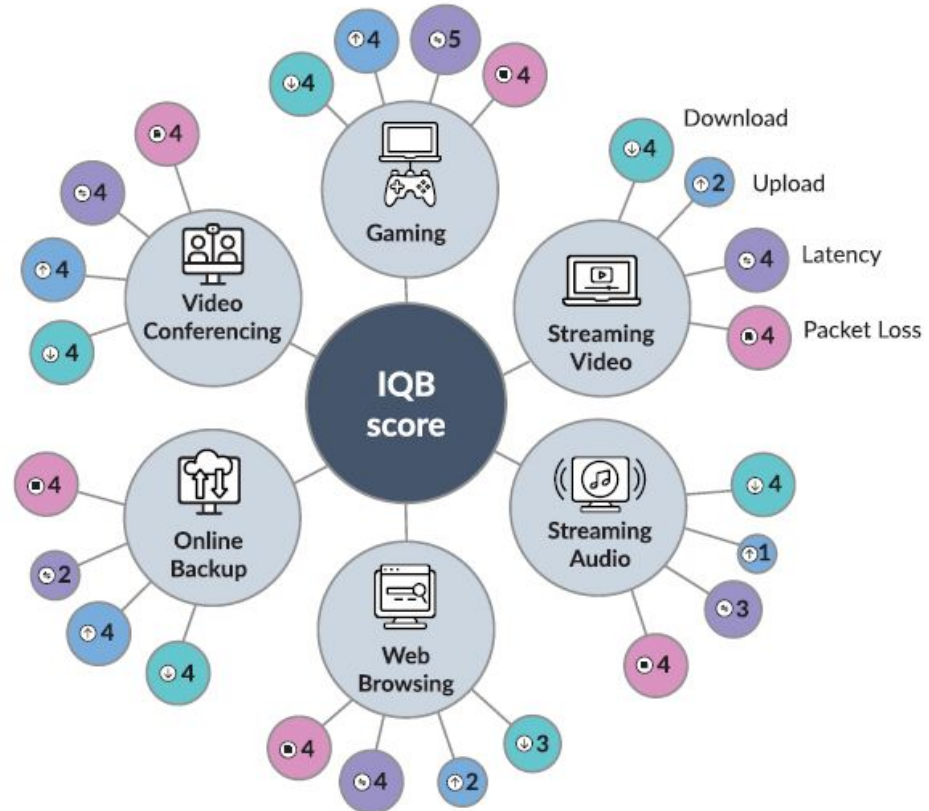 4
4
5
4
Gaming
4
4
4
4
Video
Conferencing
Download
4
2
Upload
4
Latency
4
Packet Loss
Streaming
Video
IQB
score
4
2
4
4
Online
Backup
4
1
3
4
Streaming
Audio
Web
Browsing
4
4
2
3